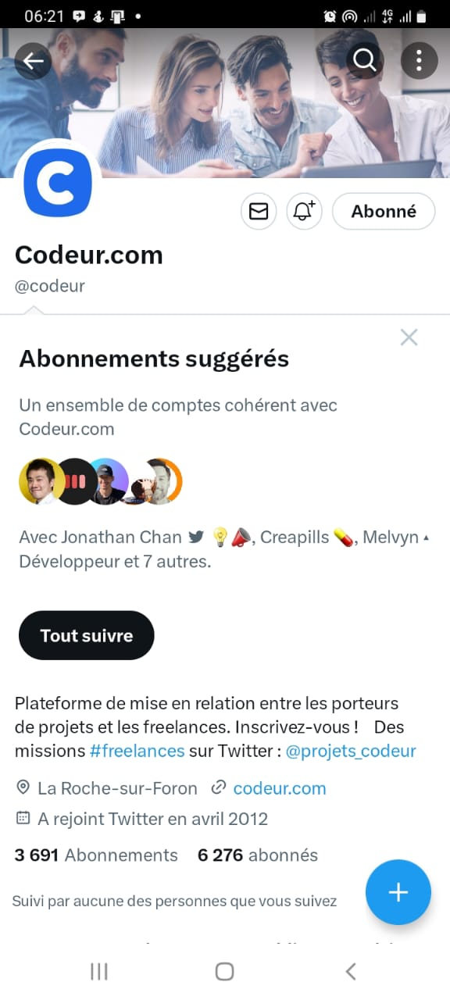 06:21
4G
C
Abonné
Codeur.com
@codeur
Abonnements suggérés
Un ensemble de comptes cohérent avec
Codeur.com
Avec Jonathan Chan 💡📣, Creapills 💊, Melvyn ▲
Développeur et 7 autres.
Tout suivre
Plateforme de mise en relation entre les porteurs
de projets et les freelances. Inscrivez-vous ! Des
missions #freelances sur Twitter : @projets_codeur
La Roche-sur-Foron codeur.com
A rejoint Twitter en avril 2012
3 691 Abonnements 6 276 abonnés
Suivi par aucune des personnes que vous suivez